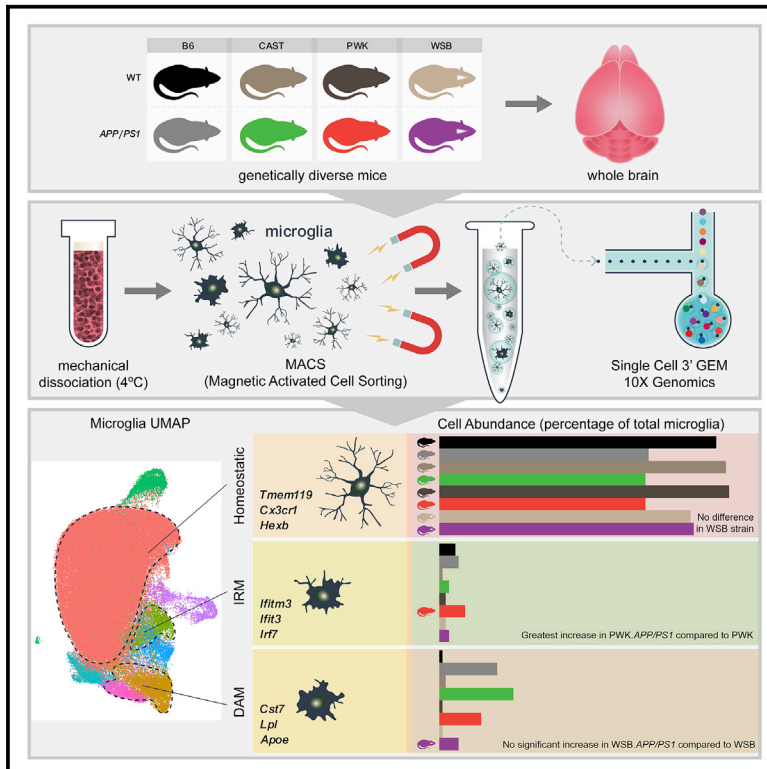 B6
CAST
PWK
WSB
WT
APP/PS1
genetically diverse mice
whole brain
microglia
mechanical
dissociation (4ºC)
MACS
(Magnetic Activated Cell Sorting)
Single Cell 3' GEM
10X Genomics
Microglia UMAP
Cell Abundance (percentage of total microglia)
Homeostatic
Tmem119
Cx3cr1
Hexb
No difference
in WSB strain
IRM
Ifitm3
Ifit3
Irf7
Greatest increase in PWK.APP/PS1 compared to PWK
DAM
Cst7
Lpl
Apoe
No significant increase in WSB.APP/PS1 compared to WSB